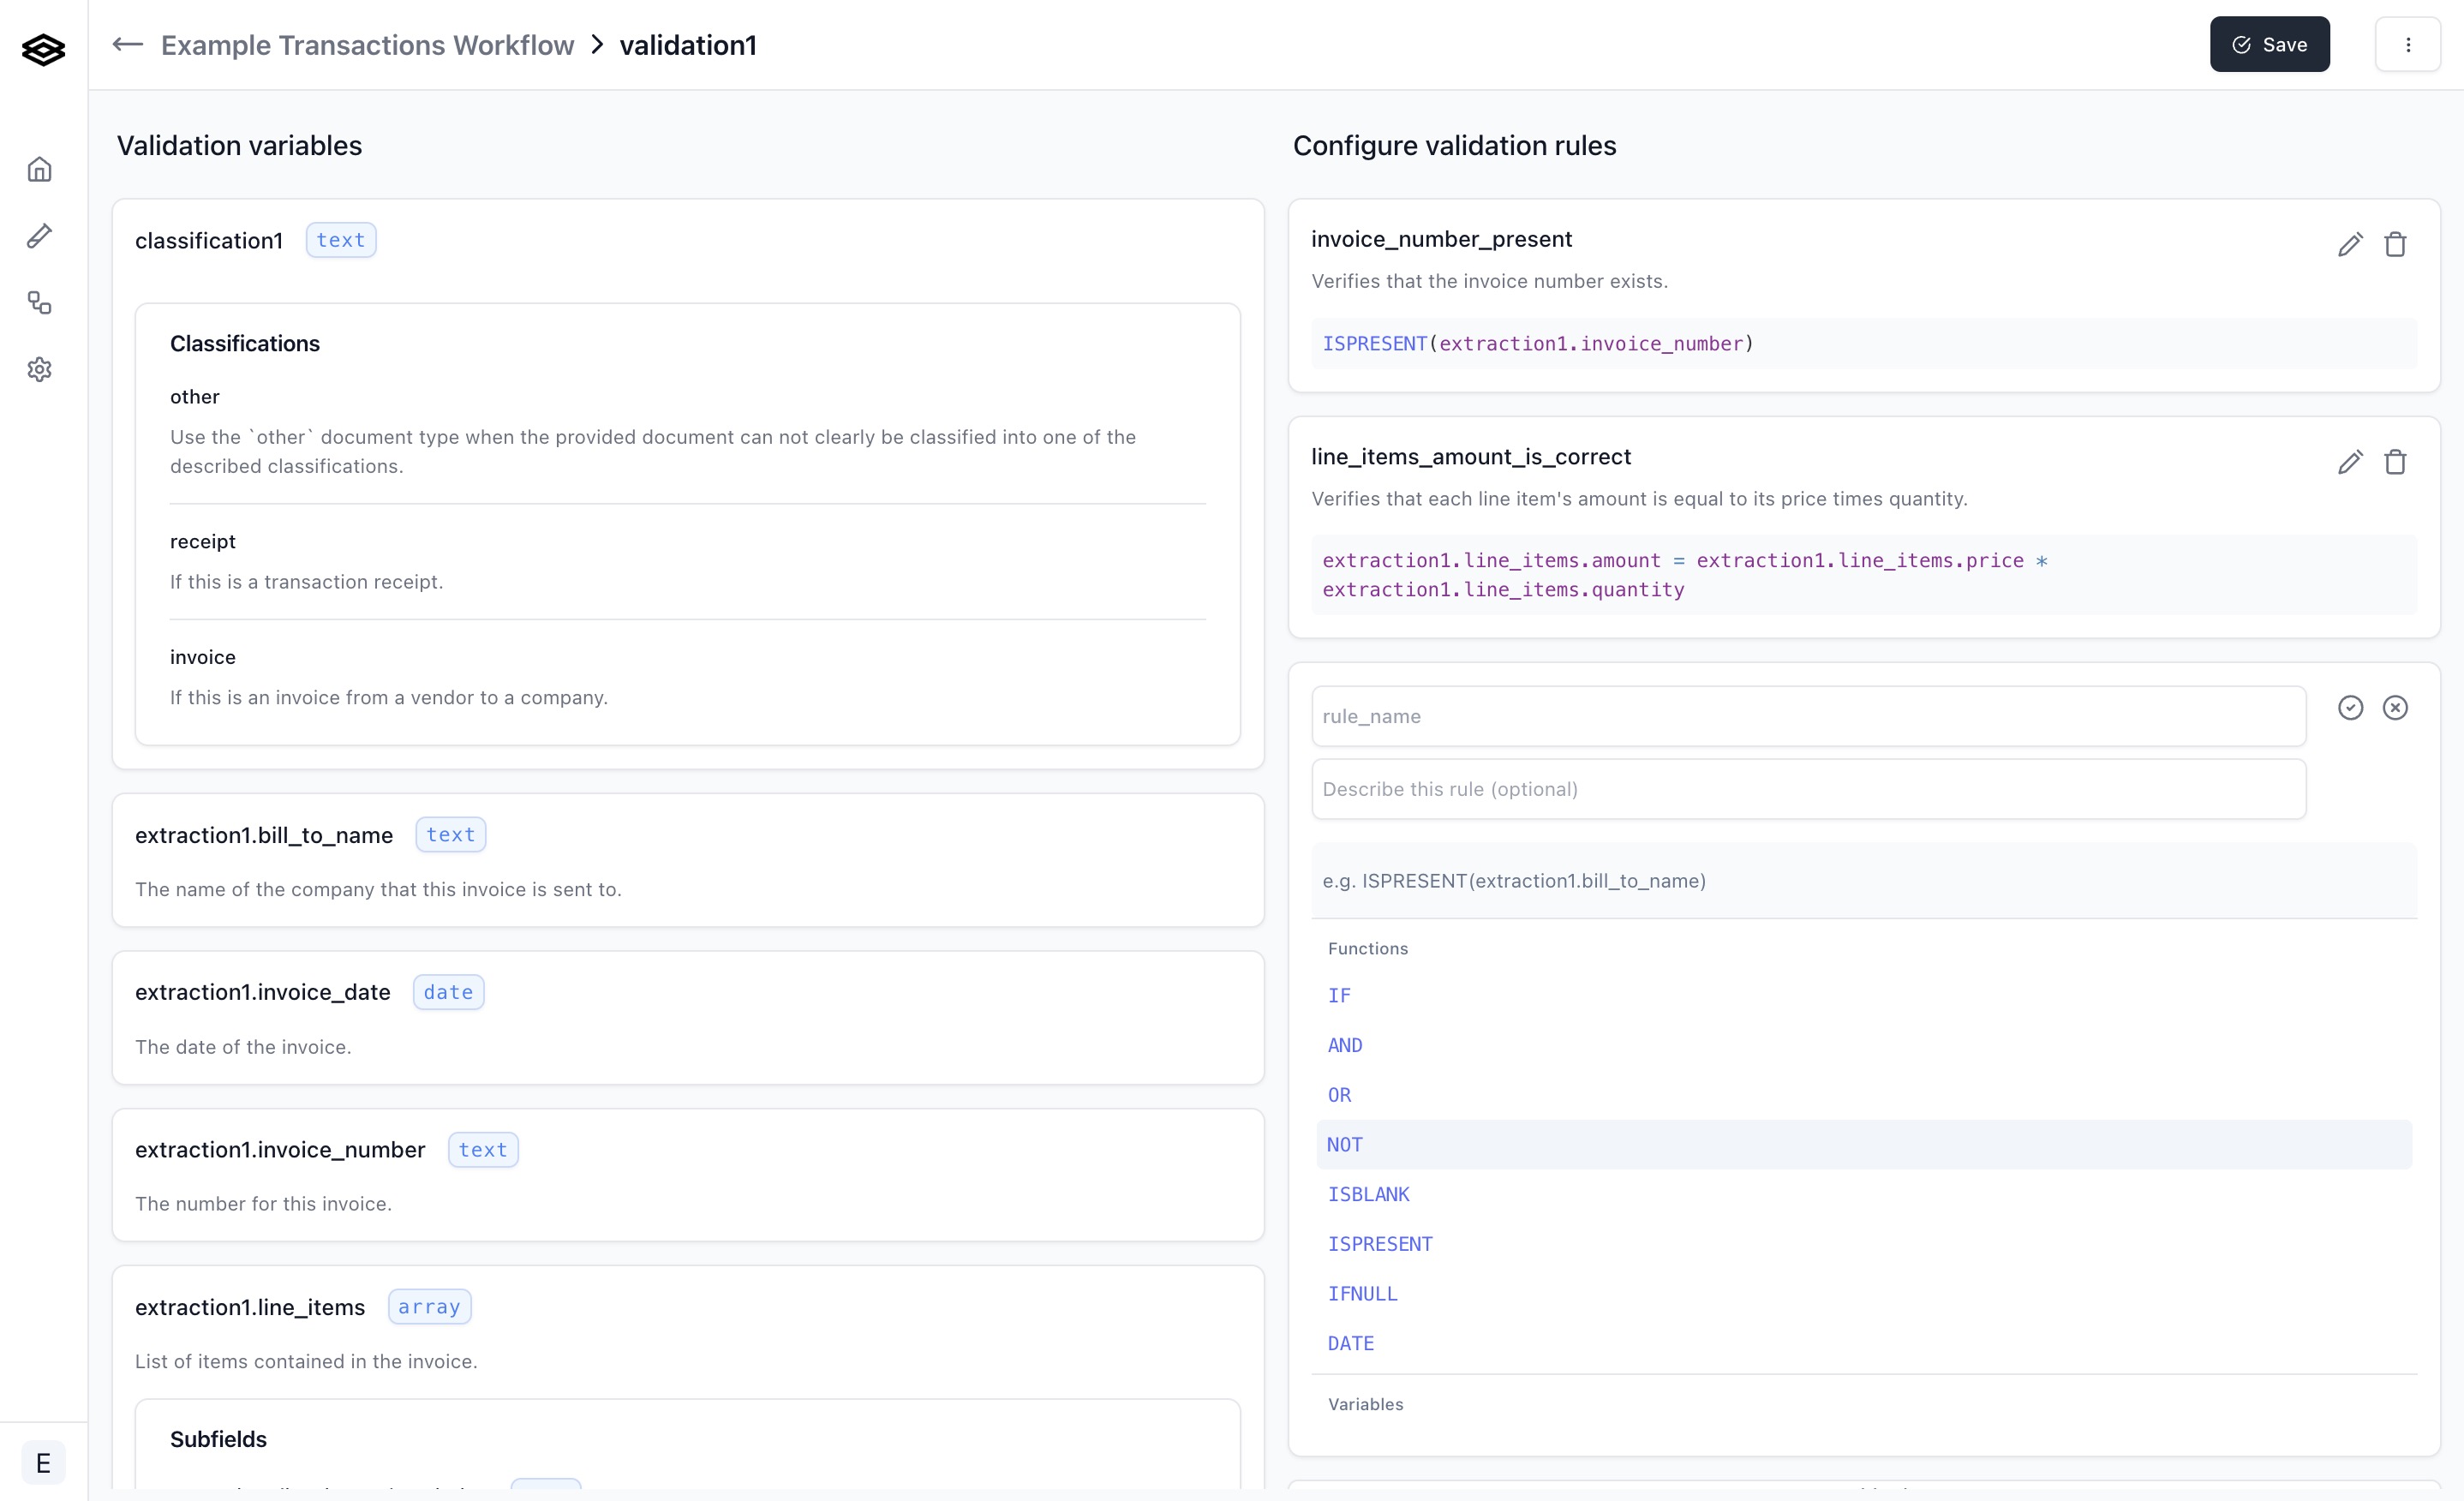 Example Transactions Workflow > validation1
Save
Validation variables
classification1 text
Classifications
other
Use the `other` document type when the provided document can not clearly be classified into one of the
described classifications.
receipt
If this is a transaction receipt.
invoice
If this is an invoice from a vendor to a company.
extraction1.bill_to_name text
The name of the company that this invoice is sent to.
extraction1.invoice_date date
The date of the invoice.
extraction1.invoice_number text
The number for this invoice.
extraction1.line_items array
List of items contained in the invoice.
Subfields
E
Configure validation rules
invoice_number_present
Verifies that the invoice number exists.
ISPRESENT(extraction1.invoice_number)
line_items_amount_is_correct
Verifies that each line item's amount is equal to its price times quantity.
extraction1.line_items.amount = extraction1.line_items.price *
extraction1.line_items.quantity
rule_name
Describe this rule (optional)
e.g. ISPRESENT(extraction1.bill_to_name)
Functions
IF
AND
OR
NOT
ISBLANK
ISPRESENT
IFNULL
DATE
Variables